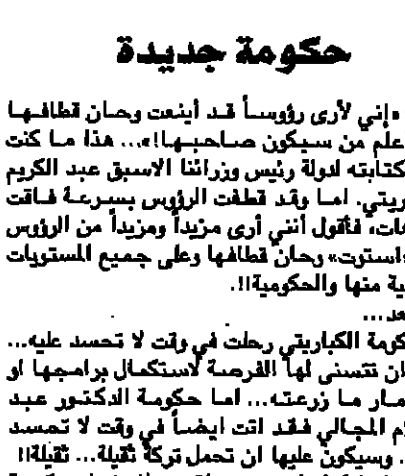 حكومة جديدة
«إني لأرى رؤوساً قد أينعت وحان قطافها
علم من سيكون صاحبها!»... هذا ما كنت
كتابته لدولة رئيس وزرائنا الاسبق عبد الكريم
ريتي. اما وقد قطفت الرؤوس بسرعة فاقت
فأقول أنني أرى مزيداً ومزيداً من الرؤوس
«استوت» وحان قطافها وعلى جميع المستويات
ية منها والحكومية!!.
عد...
كومة الكباريتي رحلت في وقت لا تحسد عليه...
ان تتسنى لها الفرصة لاستكمال برامجها او
مار ما زرعته... اما حكومة الدكتور عبد
م المجالي فقد اتت ايضاً في وقت لا تحسد
. وسيكون عليها ان تحمل تركة ثقيلة... ثقيلة!!